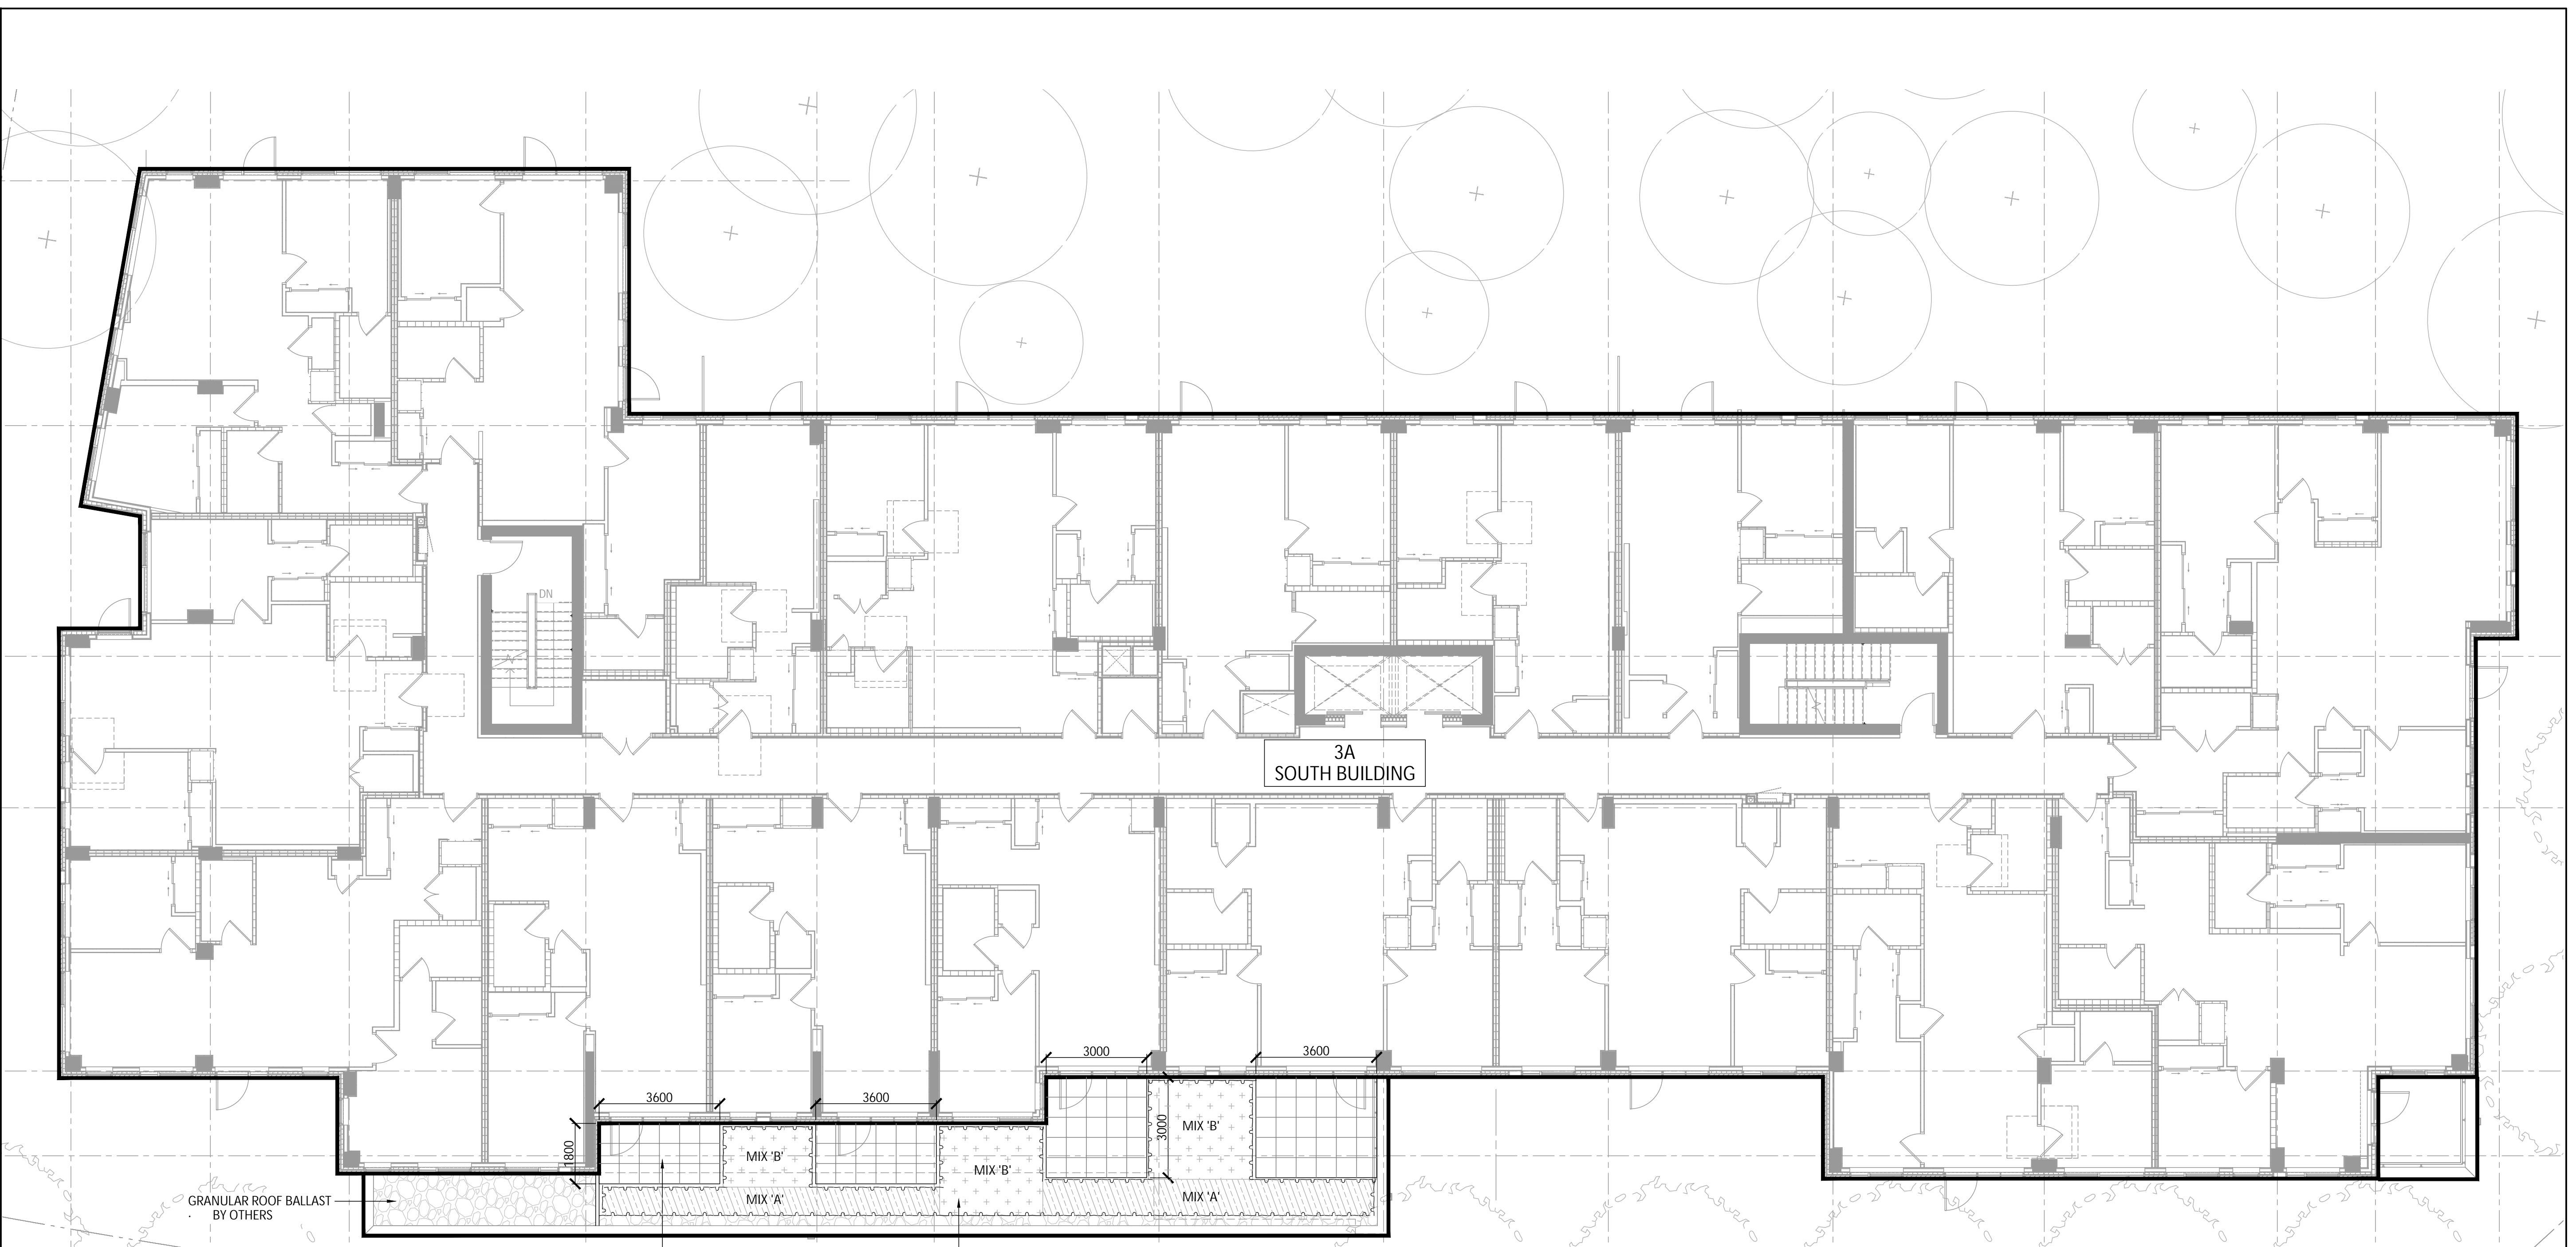 DN
3A
SOUTH BUILDING
3000
3600
3600
3600
1800
3000
MIX 'B'
MIX 'B'
MIX 'B'
MIX 'A'
MIX 'A'
GRANULAR ROOF BALLAST
BY OTHERS